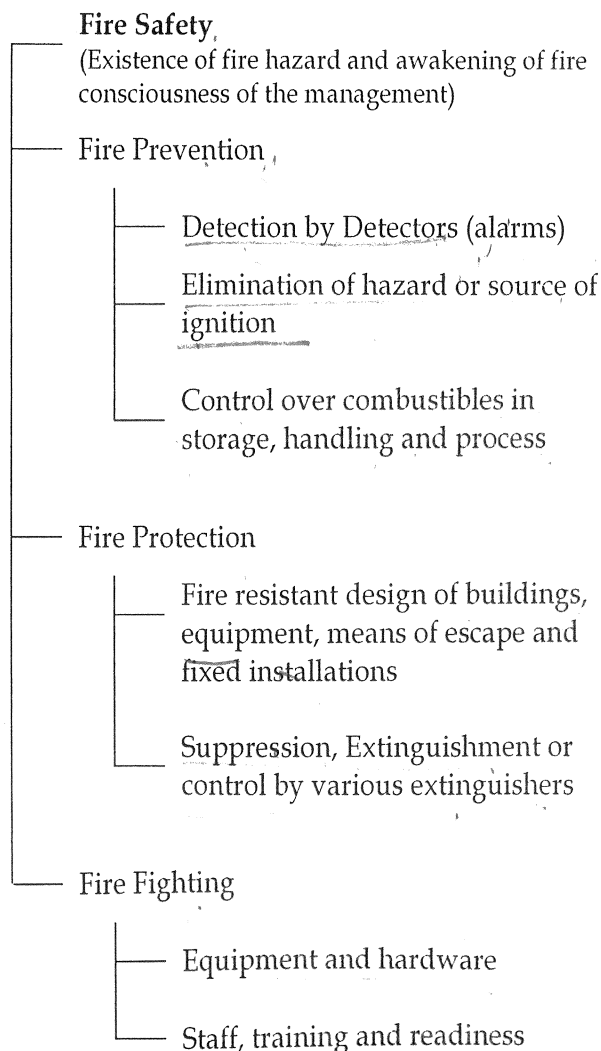 Fire Safety
(Existence of fire hazard and awakening of fire
consciousness of the management)
Fire Prevention
Detection by Detectors (alarms)
Elimination of hazard or source of
ignition
Control over combustibles in
storage, handling and process
Fire Protection
Fire resistant design of buildings,
equipment, means of escape and
fixed installations
Suppression, Extinguishment or
control by various extinguishers
Fire Fighting
Equipment and hardware
Staff, training and readiness